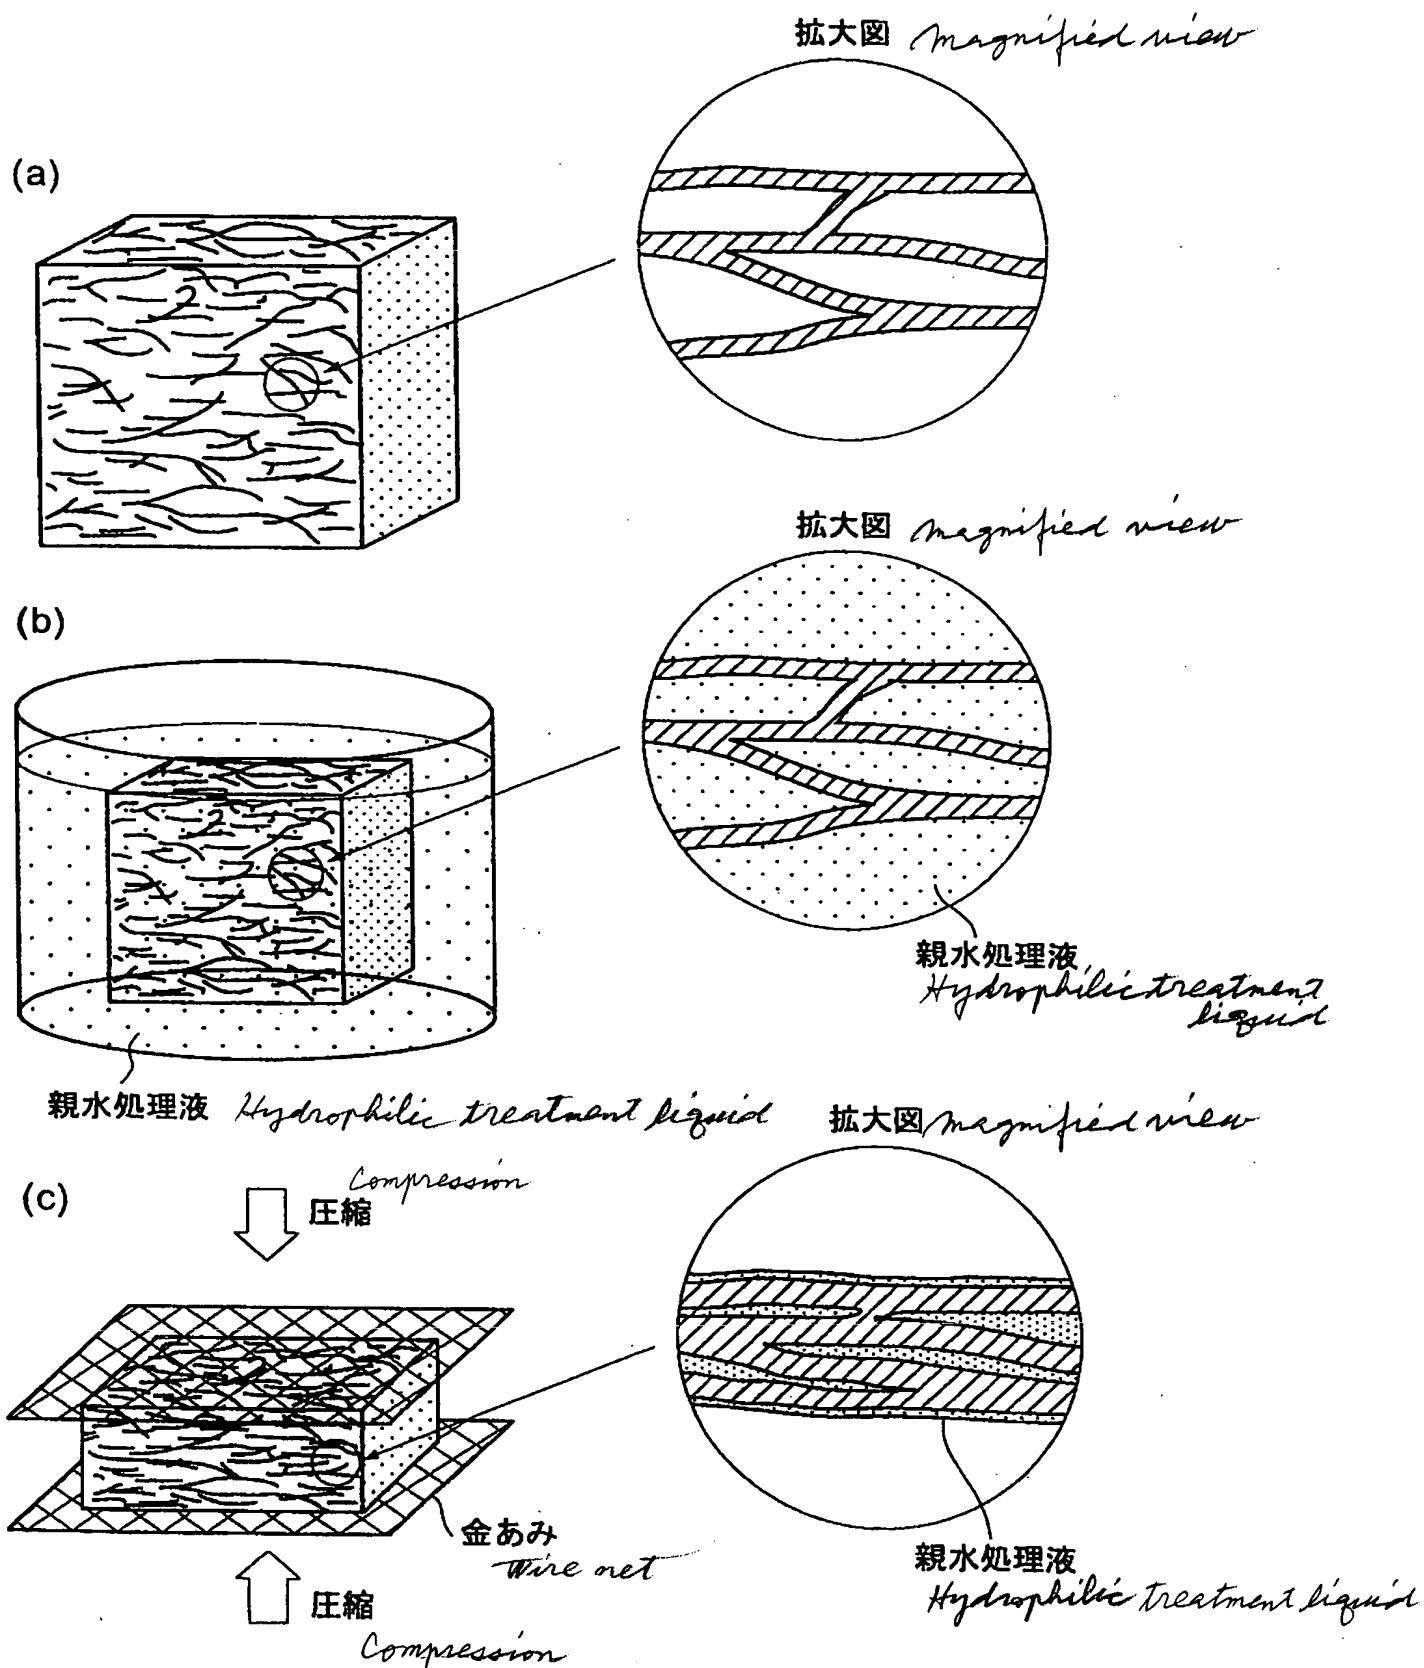 拡大図 magnified view
(a)
拡大図 magnified view
(b)
親水処理液
Hydrophilic treatment
liquid
親水処理液 Hydrophilic treatment liquid
拡大図 magnified view
(c)
Compression
圧縮
金あみ
Wire net
親水処理液
Hydrophilic treatment liquid
圧縮
Compression